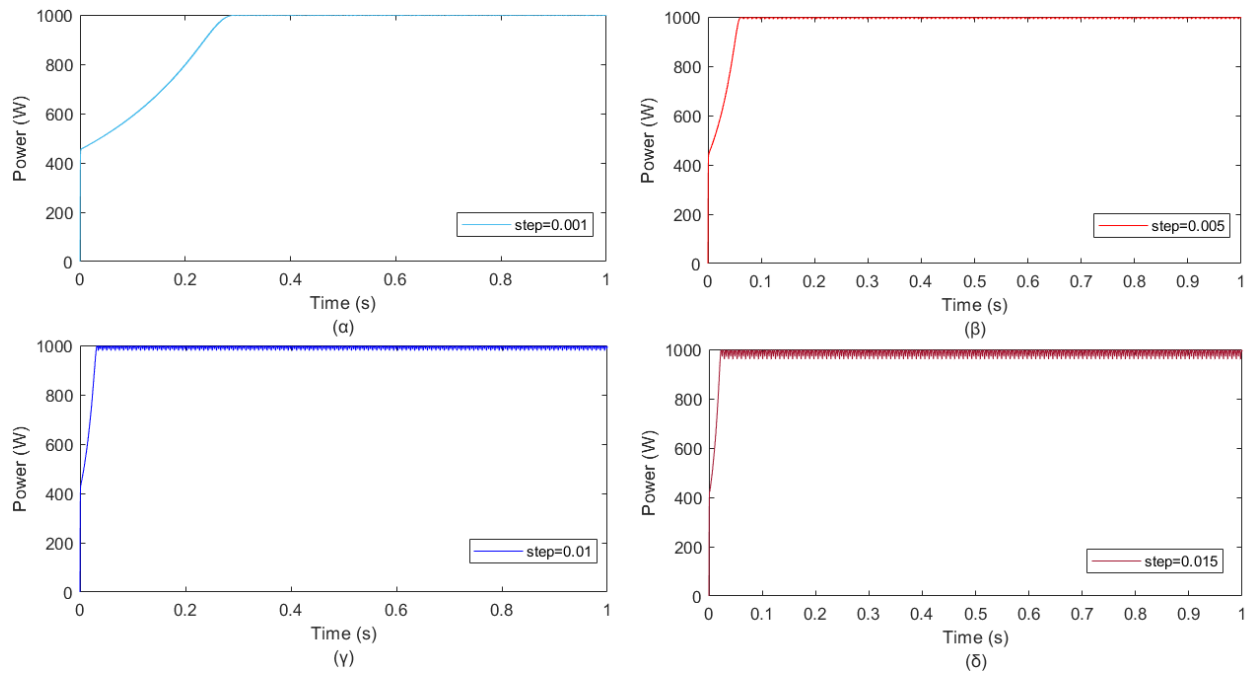 1000
800
600
400
200
0
Power (W)
step=0.001
0 0.2 0.4 0.6 0.8 1
Time (s)
(α)
1000
800
600
400
200
0
Power (W)
step=0.005
0 0.1 0.2 0.3 0.4 0.5 0.6 0.7 0.8 0.9 1
Time (s)
(β)
1000
800
600
400
200
0
Power (W)
step=0.01
0 0.2 0.4 0.6 0.8 1
Time (s)
(γ)
1000
800
600
400
200
0
Power (W)
step=0.015
0 0.1 0.2 0.3 0.4 0.5 0.6 0.7 0.8 0.9 1
Time (s)
(δ)